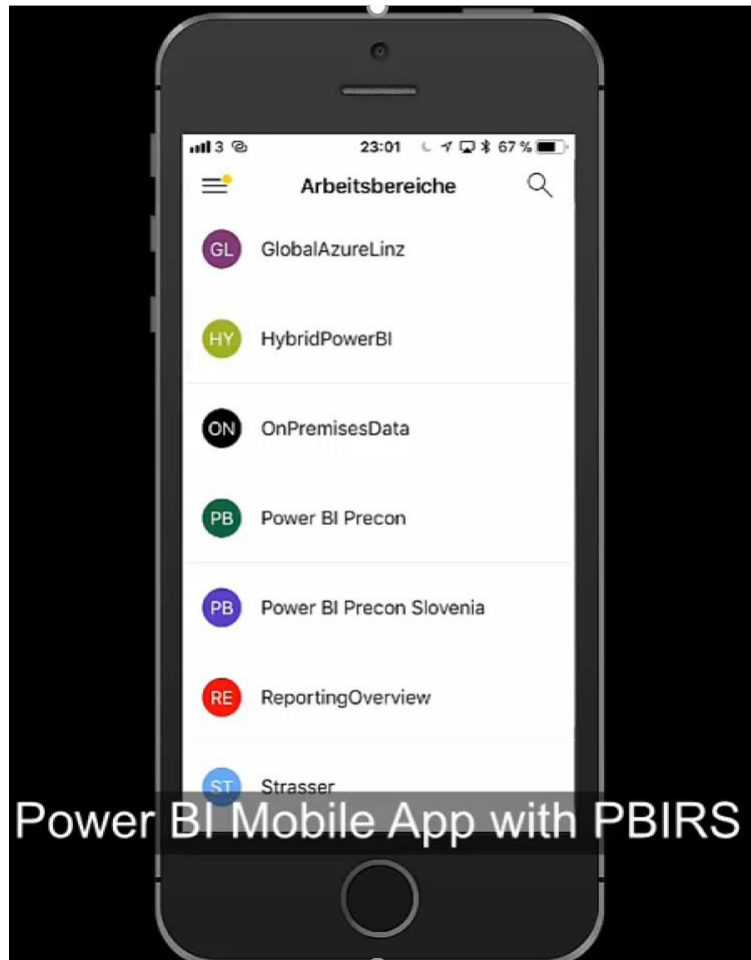 3 23:01 67 %
Arbeitsbereiche
GL GlobalAzureLinz
HY HybridPowerBI
ON OnPremisesData
PB Power BI Precon
PB Power BI Precon Slovenia
RE ReportingOverview
ST Strasser
Power BI Mobile App with PBIRS